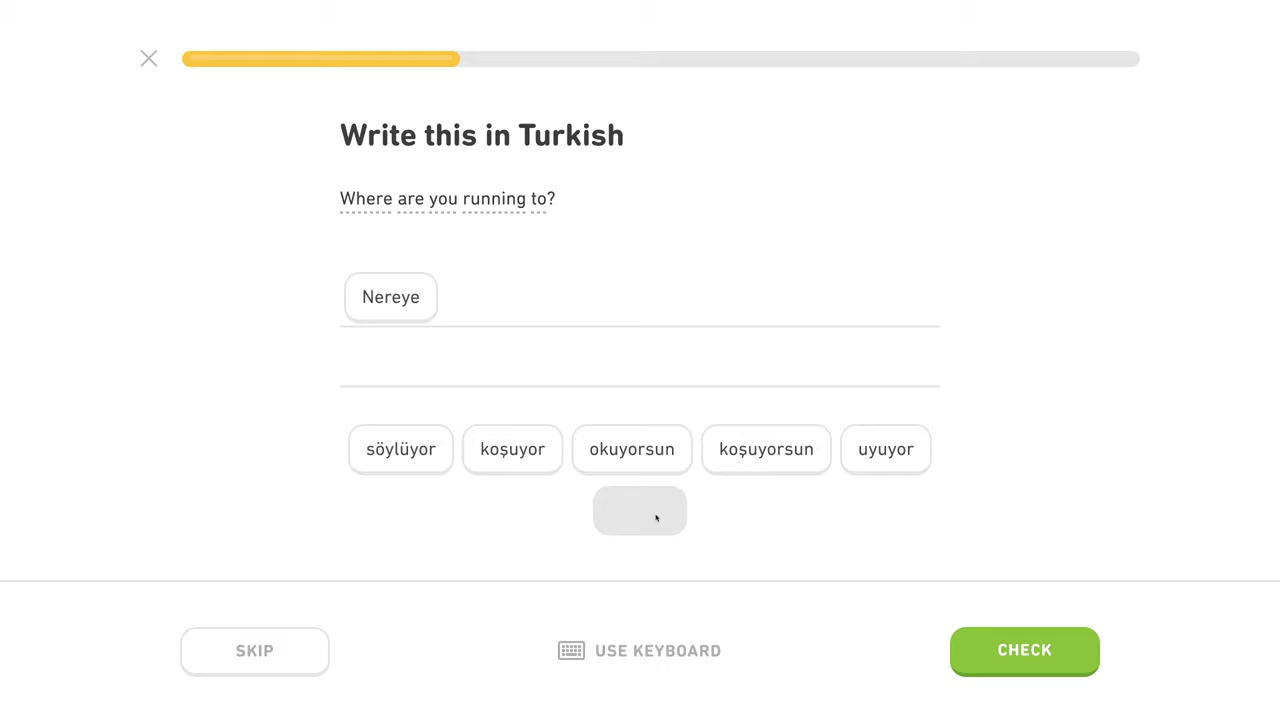 Write this in Turkish
Where are you running to?
Nereye
söylüyor koşuyor okuyorsun koşuyorsun uyuyor
SKIP USE KEYBOARD CHECK